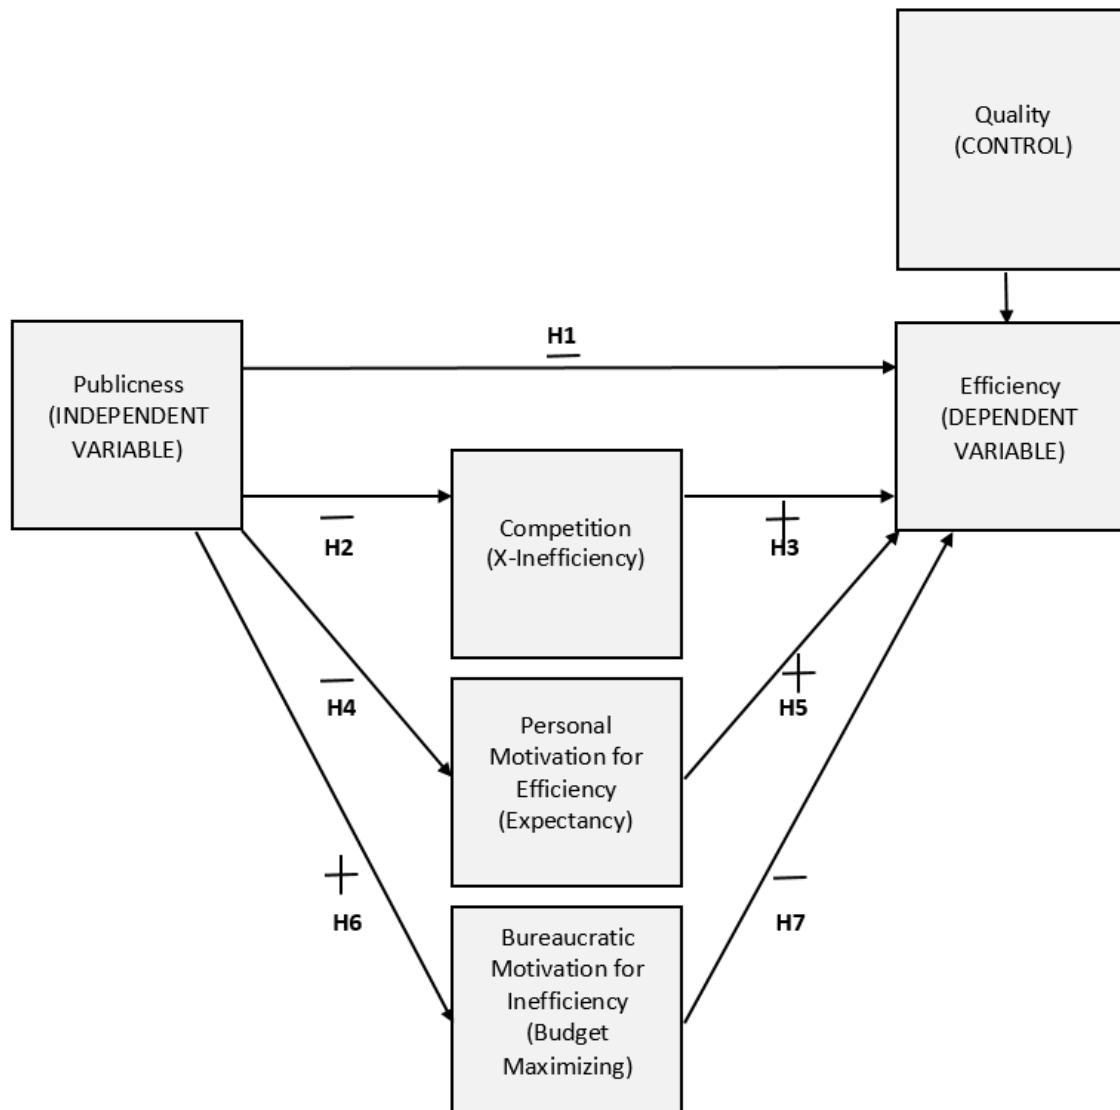 Quality
(CONTROL)
H1
Publicness
(INDEPENDENT
VARIABLE)
Efficiency
(DEPENDENT
VARIABLE)
H2
Competition
(X-Inefficiency)
H3
H4
Personal
Motivation for
Efficiency
(Expectancy)
H5
H6
Bureaucratic
Motivation for
Inefficiency
(Budget
Maximizing)
H7